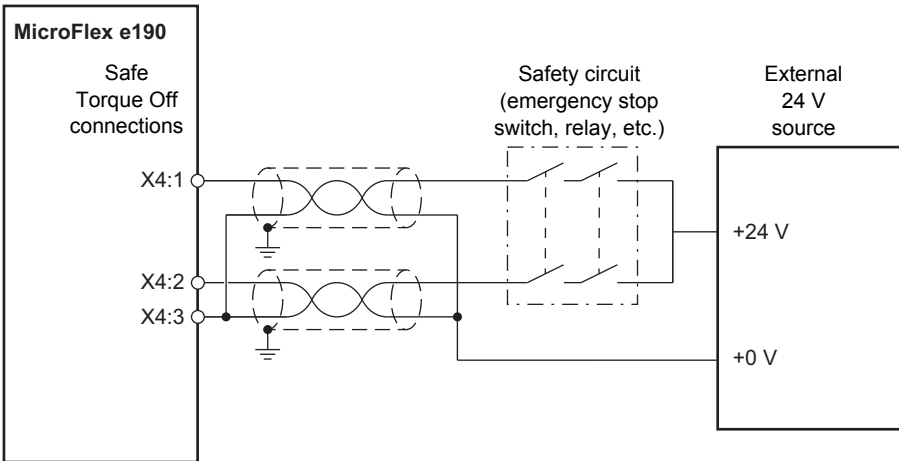 MicroFlex e190
Safe
Torque Off
connections
Safety circuit
(emergency stop
switch, relay, etc.)
External
24 V
source
X4:1
X4:2
X4:3
+24 V
+0 V